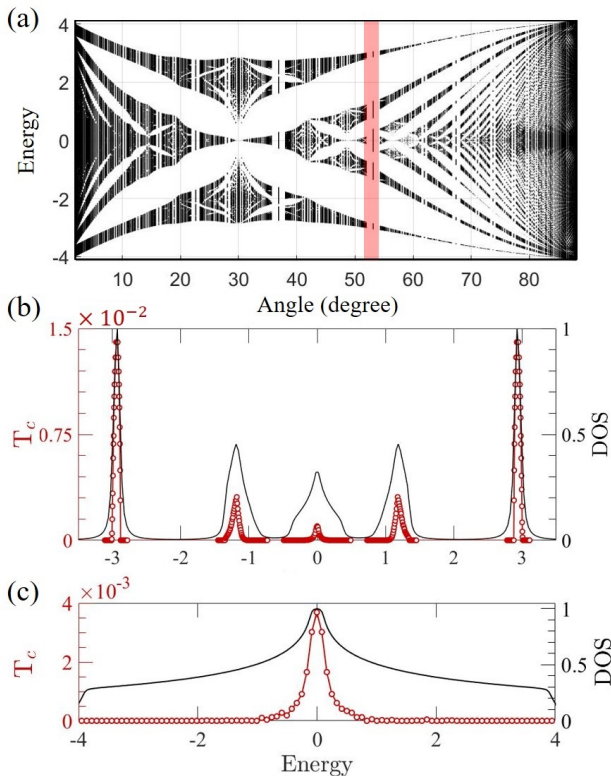 (a)
4
2
0
-2
-4
Energy
10 20 30 40 50 60 70 80
Angle (degree)
(b)
× 10⁻²
1.5
0.75
0
T_c
1
0.5
0
DOS
-3 -2 -1 0 1 2 3
(c)
×10⁻³
4
2
0
T_c
1
0.5
0
DOS
-4 -2 0 2 4
Energy